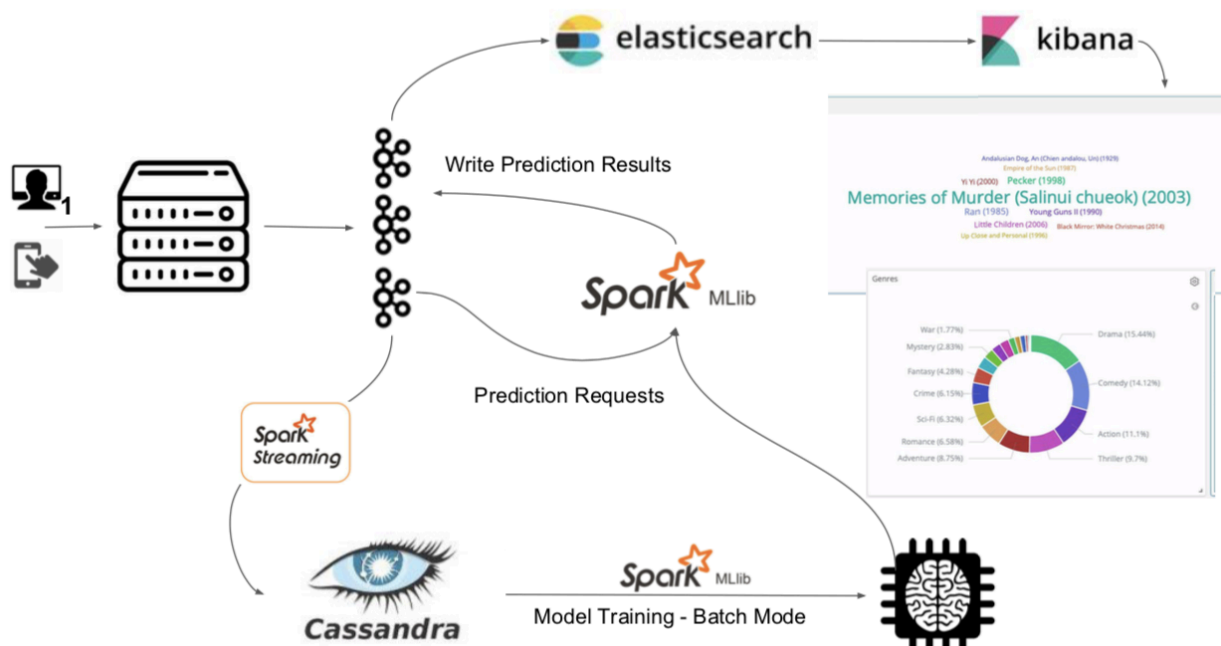 elasticsearch
kibana
Write Prediction Results
1
Andalusian Dog, An (Chien andalou, Un) (1929)
Empire of the Sun (1987)
Yi Yi (2000) Pecker (1998)
Memories of Murder (Salinui chueok) (2003)
Ran (1985) Young Guns II (1990)
Little Children (2006) Black Mirror: White Christmas (2014)
Up Close and Personal (1996)
Spark MLlib
Genres
War (1.77%)
Drama (15.44%)
Mystery (2.83%)
Fantasy (4.28%)
Comedy (14.12%)
Crime (6.15%)
Sci-Fi (6.32%)
Action (11.1%)
Romance (6.58%)
Adventure (8.75%)
Thriller (9.7%)
Prediction Requests
Spark
Streaming
Spark MLlib
Model Training - Batch Mode
Cassandra